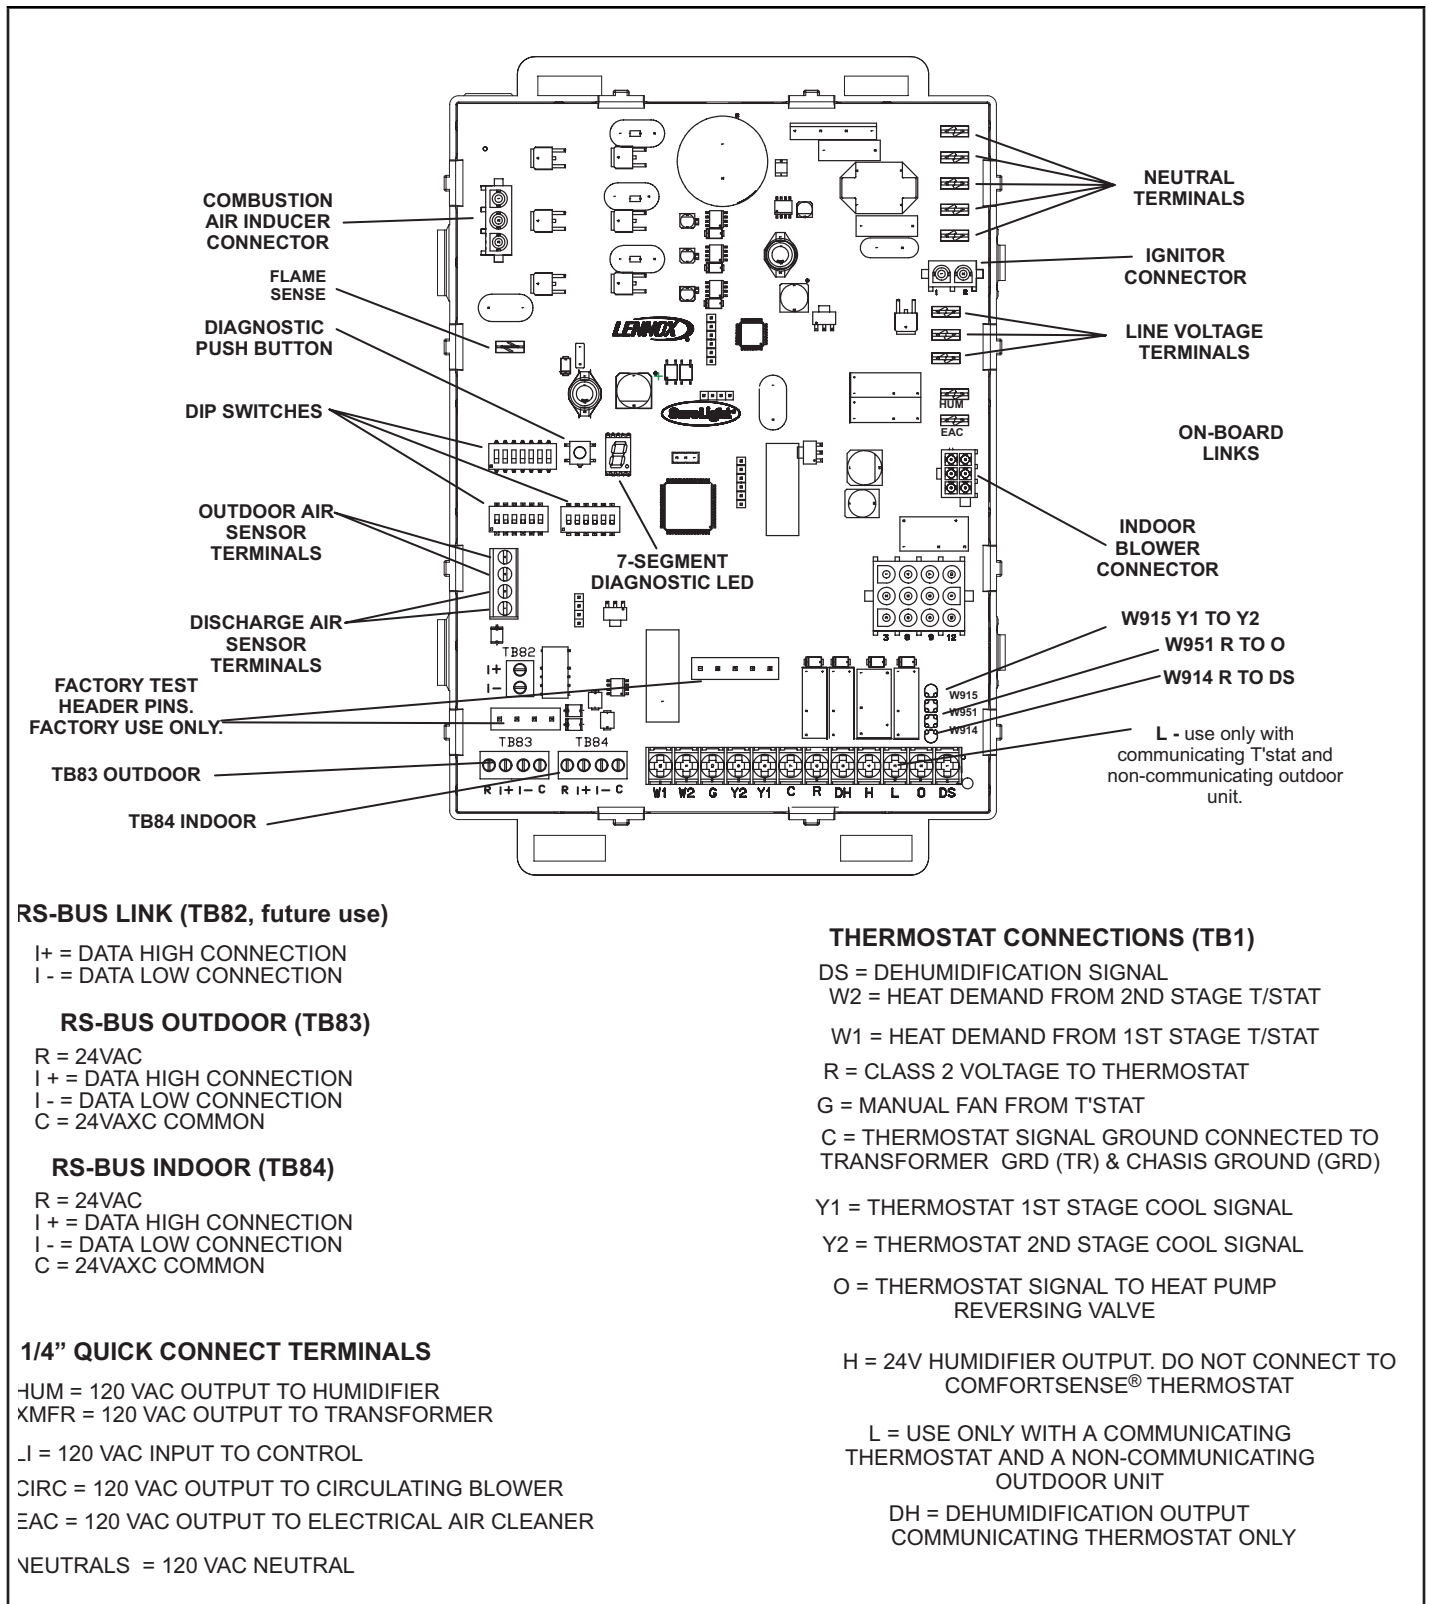 COMBUSTION
AIR INDUCER
CONNECTOR
FLAME
SENSE
DIAGNOSTIC
PUSH BUTTON
DIP SWITCHES
OUTDOOR AIR
SENSOR
TERMINALS
DISCHARGE AIR
SENSOR
TERMINALS
FACTORY TEST
HEADER PINS.
FACTORY USE ONLY.
TB83 OUTDOOR
TB84 INDOOR
LENNOX
SureLight
7-SEGMENT
DIAGNOSTIC LED
TB82
I+
I-
TB83
TB84
R I+ I- C
R I+ I- C
1 2
HUM
EAC
3 6 9 12
W915
W951
W914
W1 W2 G Y2 Y1 C R DH H L O DS
NEUTRAL
TERMINALS
IGNITOR
CONNECTOR
LINE VOLTAGE
TERMINALS
ON-BOARD
LINKS
INDOOR
BLOWER
CONNECTOR
W915 Y1 TO Y2
W951 R TO O
W914 R TO DS
L - use only with
communicating T'stat and
non-communicating outdoor
unit.
RS-BUS LINK (TB82, future use)
I+ = DATA HIGH CONNECTION
I - = DATA LOW CONNECTION
RS-BUS OUTDOOR (TB83)
R = 24VAC
I + = DATA HIGH CONNECTION
I - = DATA LOW CONNECTION
C = 24VAXC COMMON
RS-BUS INDOOR (TB84)
R = 24VAC
I + = DATA HIGH CONNECTION
I - = DATA LOW CONNECTION
C = 24VAXC COMMON
1/4” QUICK CONNECT TERMINALS
HUM = 120 VAC OUTPUT TO HUMIDIFIER
XMFR = 120 VAC OUTPUT TO TRANSFORMER
LI = 120 VAC INPUT TO CONTROL
CIRC = 120 VAC OUTPUT TO CIRCULATING BLOWER
EAC = 120 VAC OUTPUT TO ELECTRICAL AIR CLEANER
NEUTRALS = 120 VAC NEUTRAL
THERMOSTAT CONNECTIONS (TB1)
DS = DEHUMIDIFICATION SIGNAL
W2 = HEAT DEMAND FROM 2ND STAGE T/STAT
W1 = HEAT DEMAND FROM 1ST STAGE T/STAT
R = CLASS 2 VOLTAGE TO THERMOSTAT
G = MANUAL FAN FROM T'STAT
C = THERMOSTAT SIGNAL GROUND CONNECTED TO
TRANSFORMER GRD (TR) & CHASIS GROUND (GRD)
Y1 = THERMOSTAT 1ST STAGE COOL SIGNAL
Y2 = THERMOSTAT 2ND STAGE COOL SIGNAL
O = THERMOSTAT SIGNAL TO HEAT PUMP
REVERSING VALVE
H = 24V HUMIDIFIER OUTPUT. DO NOT CONNECT TO
COMFORTSENSE® THERMOSTAT
L = USE ONLY WITH A COMMUNICATING
THERMOSTAT AND A NON-COMMUNICATING
OUTDOOR UNIT
DH = DEHUMIDIFICATION OUTPUT
COMMUNICATING THERMOSTAT ONLY